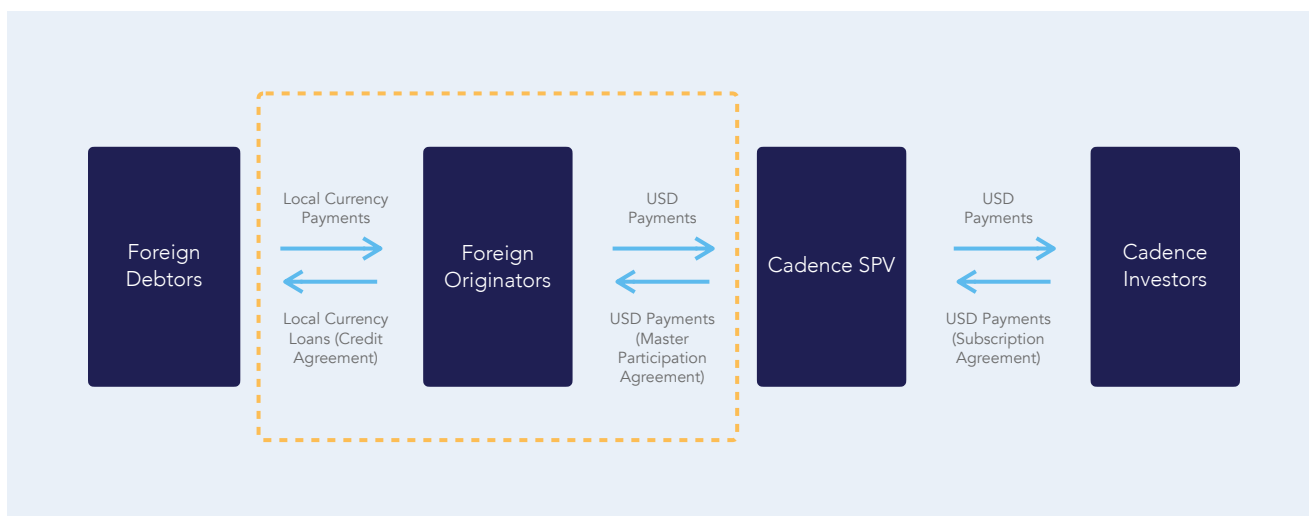 Foreign
Debtors
Local Currency
Payments
Local Currency
Loans (Credit
Agreement)
Foreign
Originators
USD
Payments
USD Payments
(Master
Participation
Agreement)
Cadence SPV
USD
Payments
USD Payments
(Subscription
Agreement)
Cadence
Investors